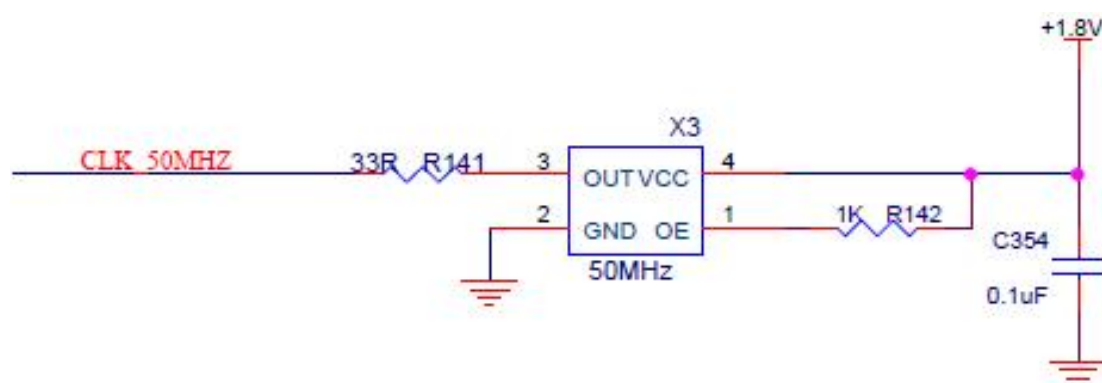 +1.8V
X3
CLK_50MHZ
33R R141
3
OUT VCC
4
2
GND OE
1
1K R142
50MHz
C354
0.1uF